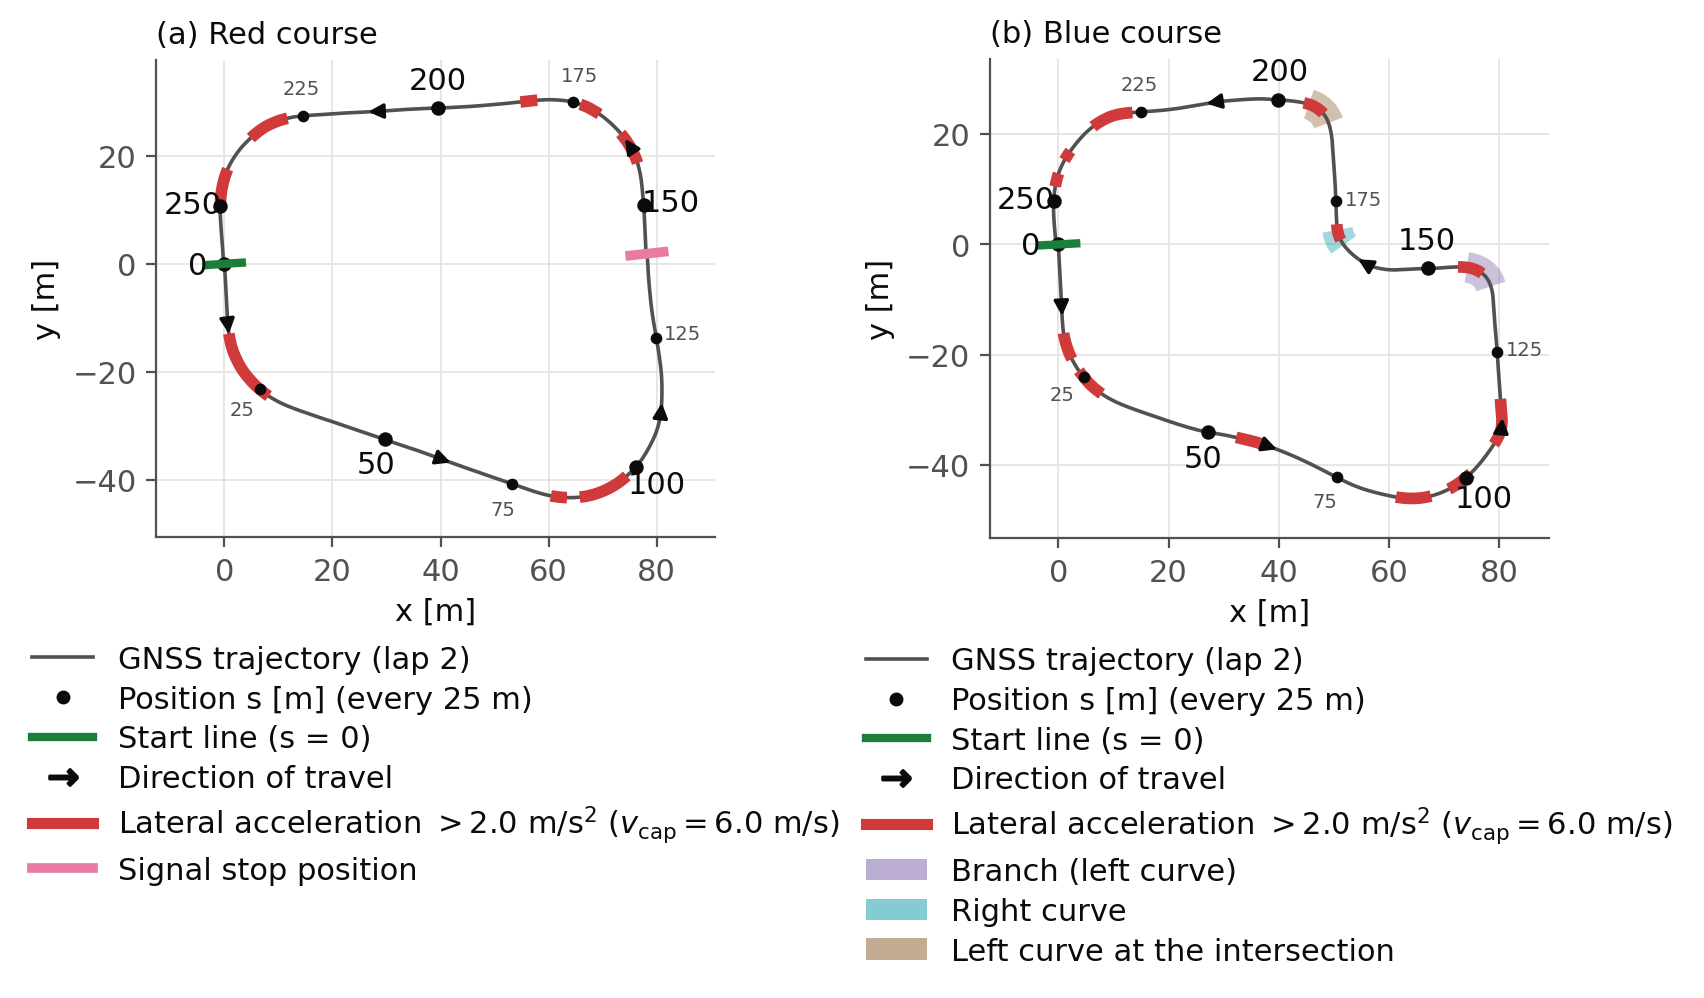 (a) Red course
225
200
175
20
250
150
y [m]
0
0
125
−20
25
50
100
−40
75
0
20
40
60
80
x [m]
GNSS trajectory (lap 2)
Position s [m] (every 25 m)
Start line (s = 0)
Direction of travel
Lateral acceleration > 2.0 m/s² (v_cap = 6.0 m/s)
Signal stop position
(b) Blue course
225
200
20
250
175
150
y [m]
0
0
125
−20
25
50
−40
75
100
0
20
40
60
80
x [m]
GNSS trajectory (lap 2)
Position s [m] (every 25 m)
Start line (s = 0)
Direction of travel
Lateral acceleration > 2.0 m/s² (v_cap = 6.0 m/s)
Branch (left curve)
Right curve
Left curve at the intersection